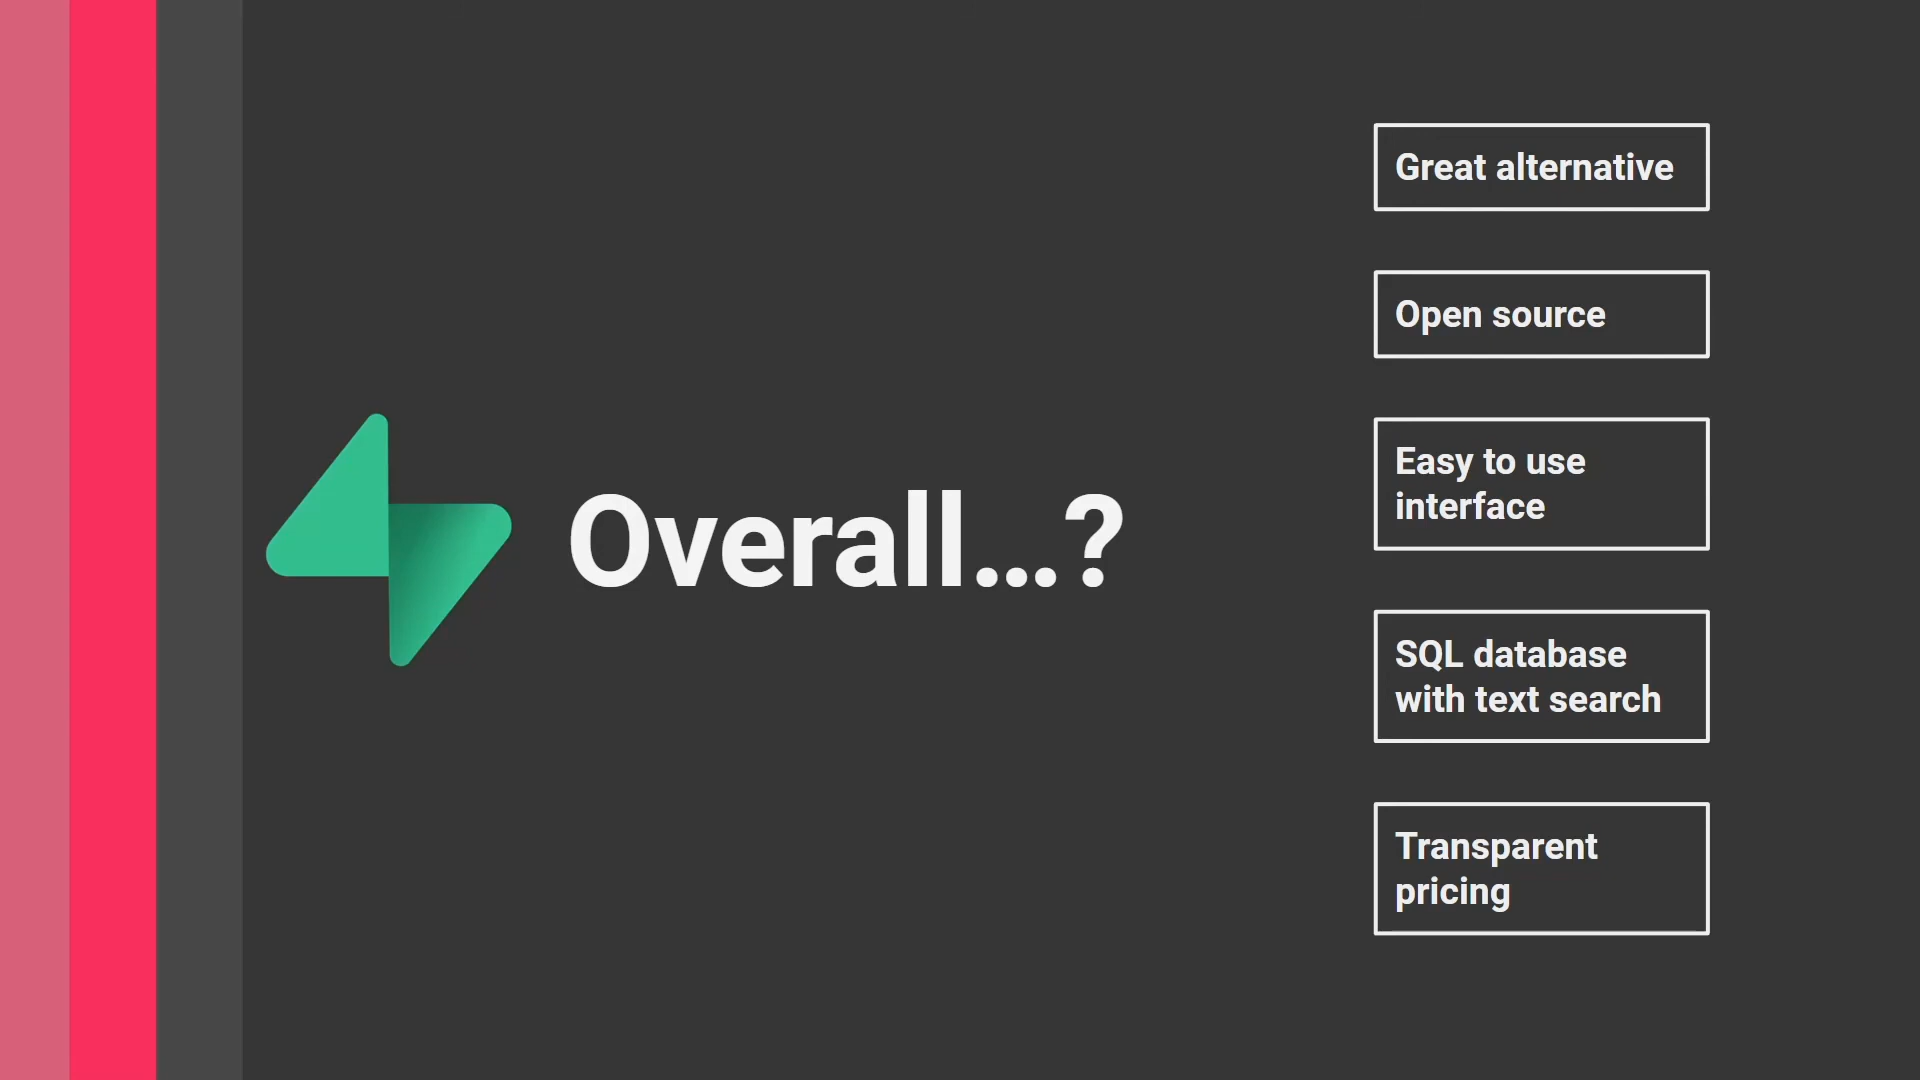 Overall...?
Great alternative
Open source
Easy to use
interface
SQL database
with text search
Transparent
pricing